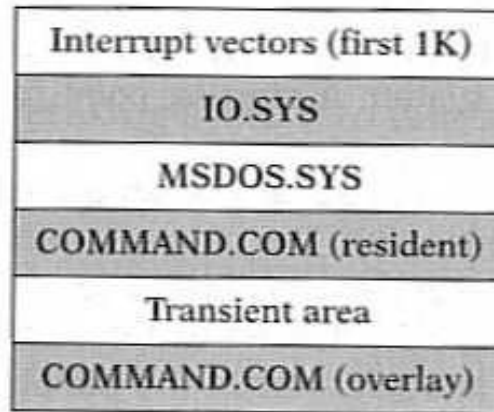 Interrupt vectors (first 1K)
IO.SYS
MSDOS.SYS
COMMAND.COM (resident)
Transient area
COMMAND.COM (overlay)